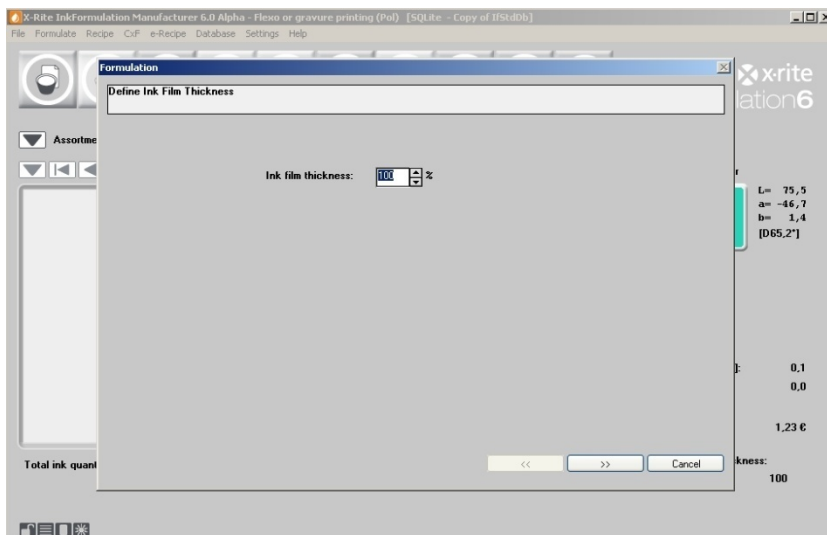 X-Rite InkFormulation Manufacturer 6.0 Alpha - Flexo or gravure printing (Pol) [SQLite - Copy of IfStdDb]
File Formulate Recipe CxF e-Recipe Database Settings Help
Formulation
x·rite
Define Ink Film Thickness
lation6
Assortme
Ink film thickness: 100 %
r
L= 75,5
a= -46,7
b= 1,4
[D65,2°]
]: 0,1
0,0
1,23 €
<< >> Cancel
Total ink quant
kness:
100